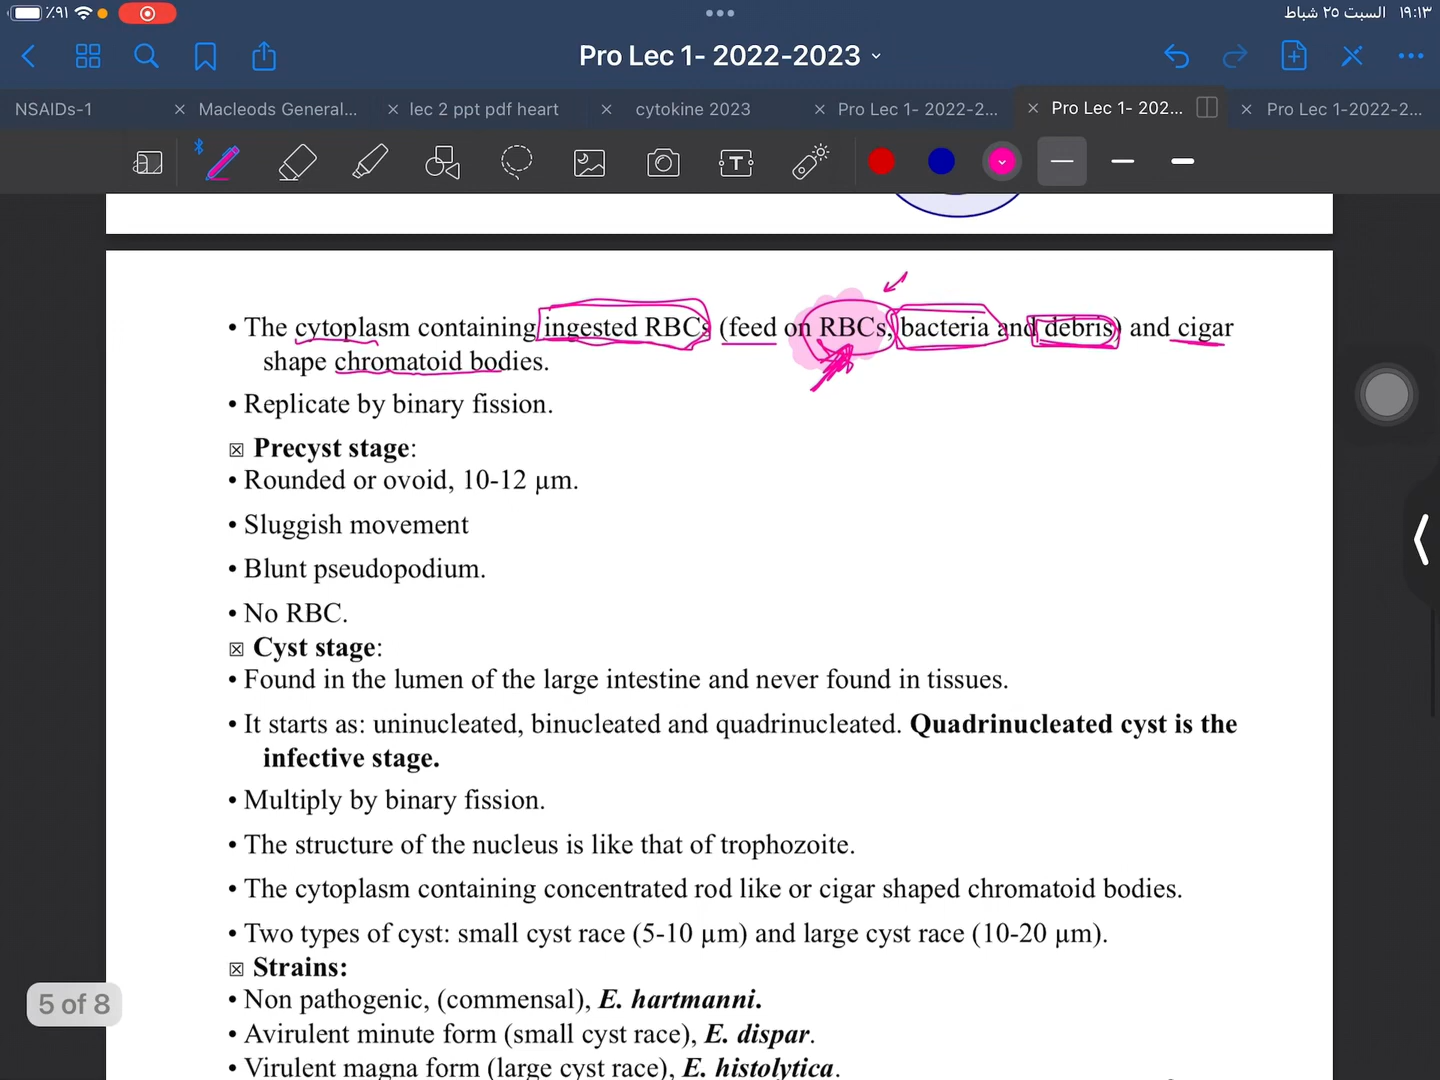 ٪٩١ السبت ٢٥ شباط ١٩:١٣
Pro Lec 1- 2022-2023
NSAIDs-1 × Macleods General... × lec 2 ppt pdf heart × cytokine 2023 × Pro Lec 1- 2022-2... × Pro Lec 1- 202... × Pro Lec 1-2022-2...
• The cytoplasm containing ingested RBCs (feed on RBCs, bacteria and debris) and cigar
shape chromatoid bodies.
• Replicate by binary fission.
☒ Precyst stage:
• Rounded or ovoid, 10-12 µm.
• Sluggish movement
• Blunt pseudopodium.
• No RBC.
☒ Cyst stage:
• Found in the lumen of the large intestine and never found in tissues.
• It starts as: uninucleated, binucleated and quadrinucleated. Quadrinucleated cyst is the
infective stage.
• Multiply by binary fission.
• The structure of the nucleus is like that of trophozoite.
• The cytoplasm containing concentrated rod like or cigar shaped chromatoid bodies.
• Two types of cyst: small cyst race (5-10 µm) and large cyst race (10-20 µm).
☒ Strains:
5 of 8
• Non pathogenic, (commensal), E. hartmanni.
• Avirulent minute form (small cyst race), E. dispar.
• Virulent magna form (large cyst race), E. histolytica.